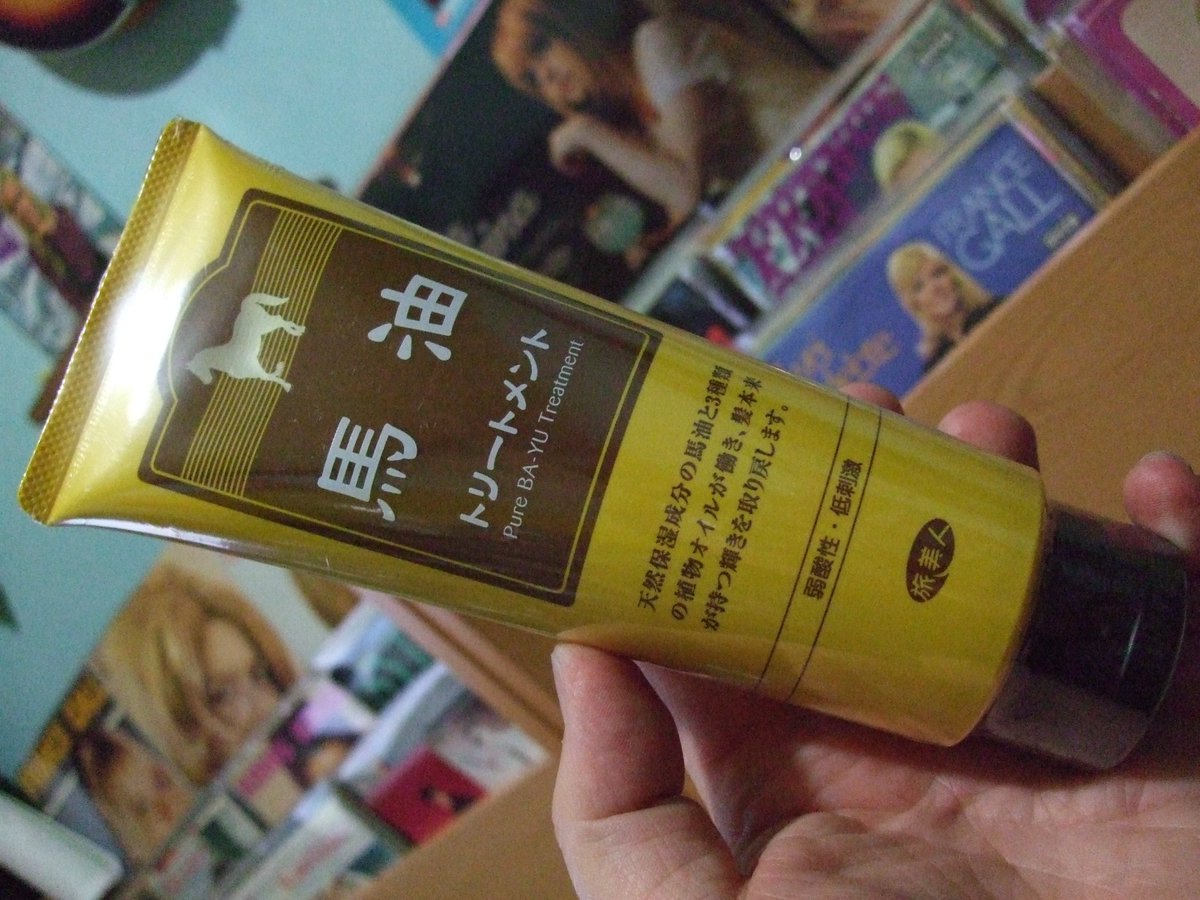 馬油
トリートメント
Pure BA-YU Treatment
天然保湿成分の馬油と3種類
の植物オイルが働き、髪本来
が持つ輝きを取り戻します。
弱酸性・低刺激
旅美人
FRANCE
GALL